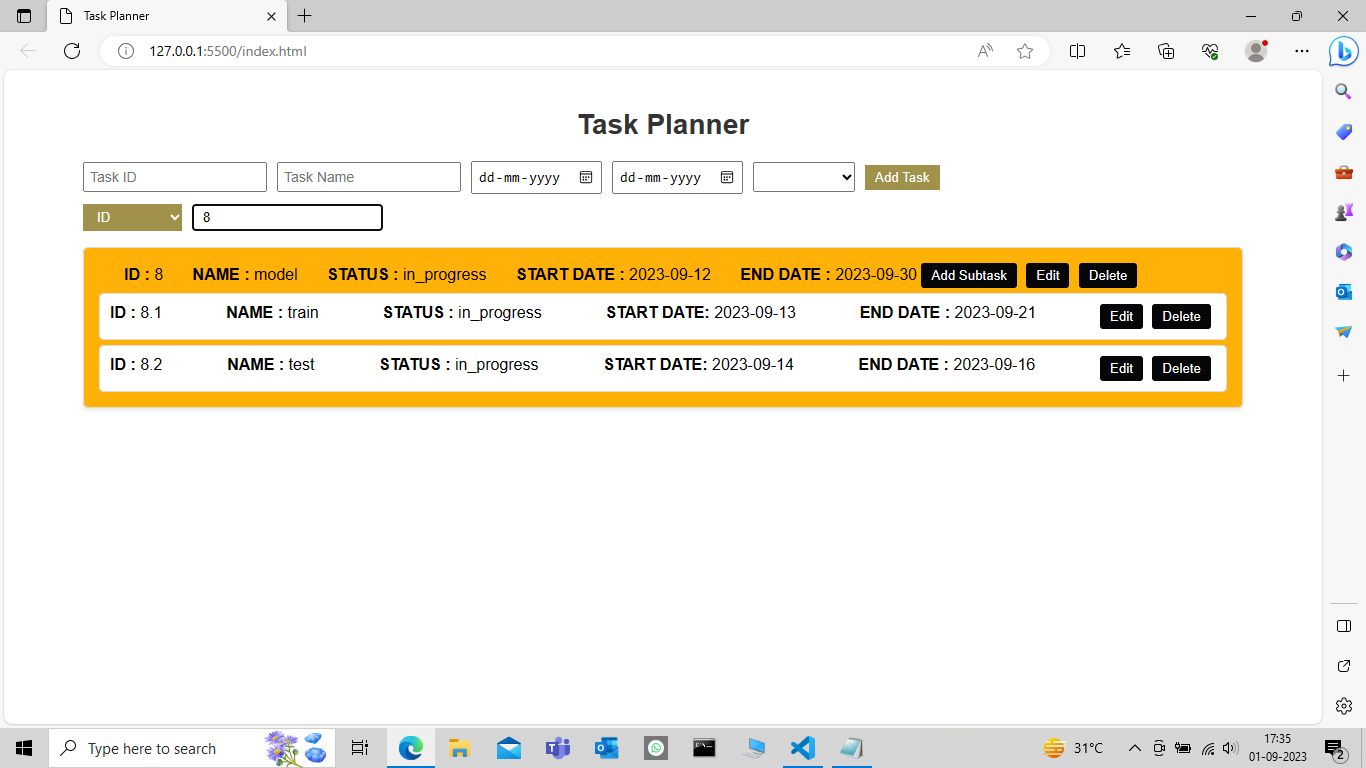 Task Planner
127.0.0.1:5500/index.html
Task Planner
Task ID Task Name dd-mm-yyyy dd-mm-yyyy Add Task
ID 8
ID : 8 NAME : model STATUS : in_progress START DATE : 2023-09-12 END DATE : 2023-09-30 Add Subtask Edit Delete
ID : 8.1 NAME : train STATUS : in_progress START DATE: 2023-09-13 END DATE : 2023-09-21 Edit Delete
ID : 8.2 NAME : test STATUS : in_progress START DATE: 2023-09-14 END DATE : 2023-09-16 Edit Delete
Type here to search 31°C 17:35
01-09-2023 2